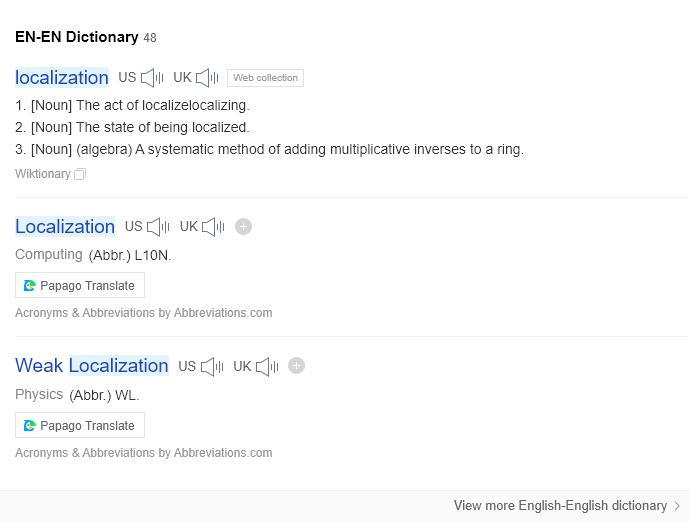 EN-EN Dictionary 48
localization US UK Web collection
1. [Noun] The act of localizelocalizing.
2. [Noun] The state of being localized.
3. [Noun] (algebra) A systematic method of adding multiplicative inverses to a ring.
Wiktionary
Localization US UK
Computing (Abbr.) L10N.
Papago Translate
Acronyms & Abbreviations by Abbreviations.com
Weak Localization US UK
Physics (Abbr.) WL.
Papago Translate
Acronyms & Abbreviations by Abbreviations.com
View more English-English dictionary